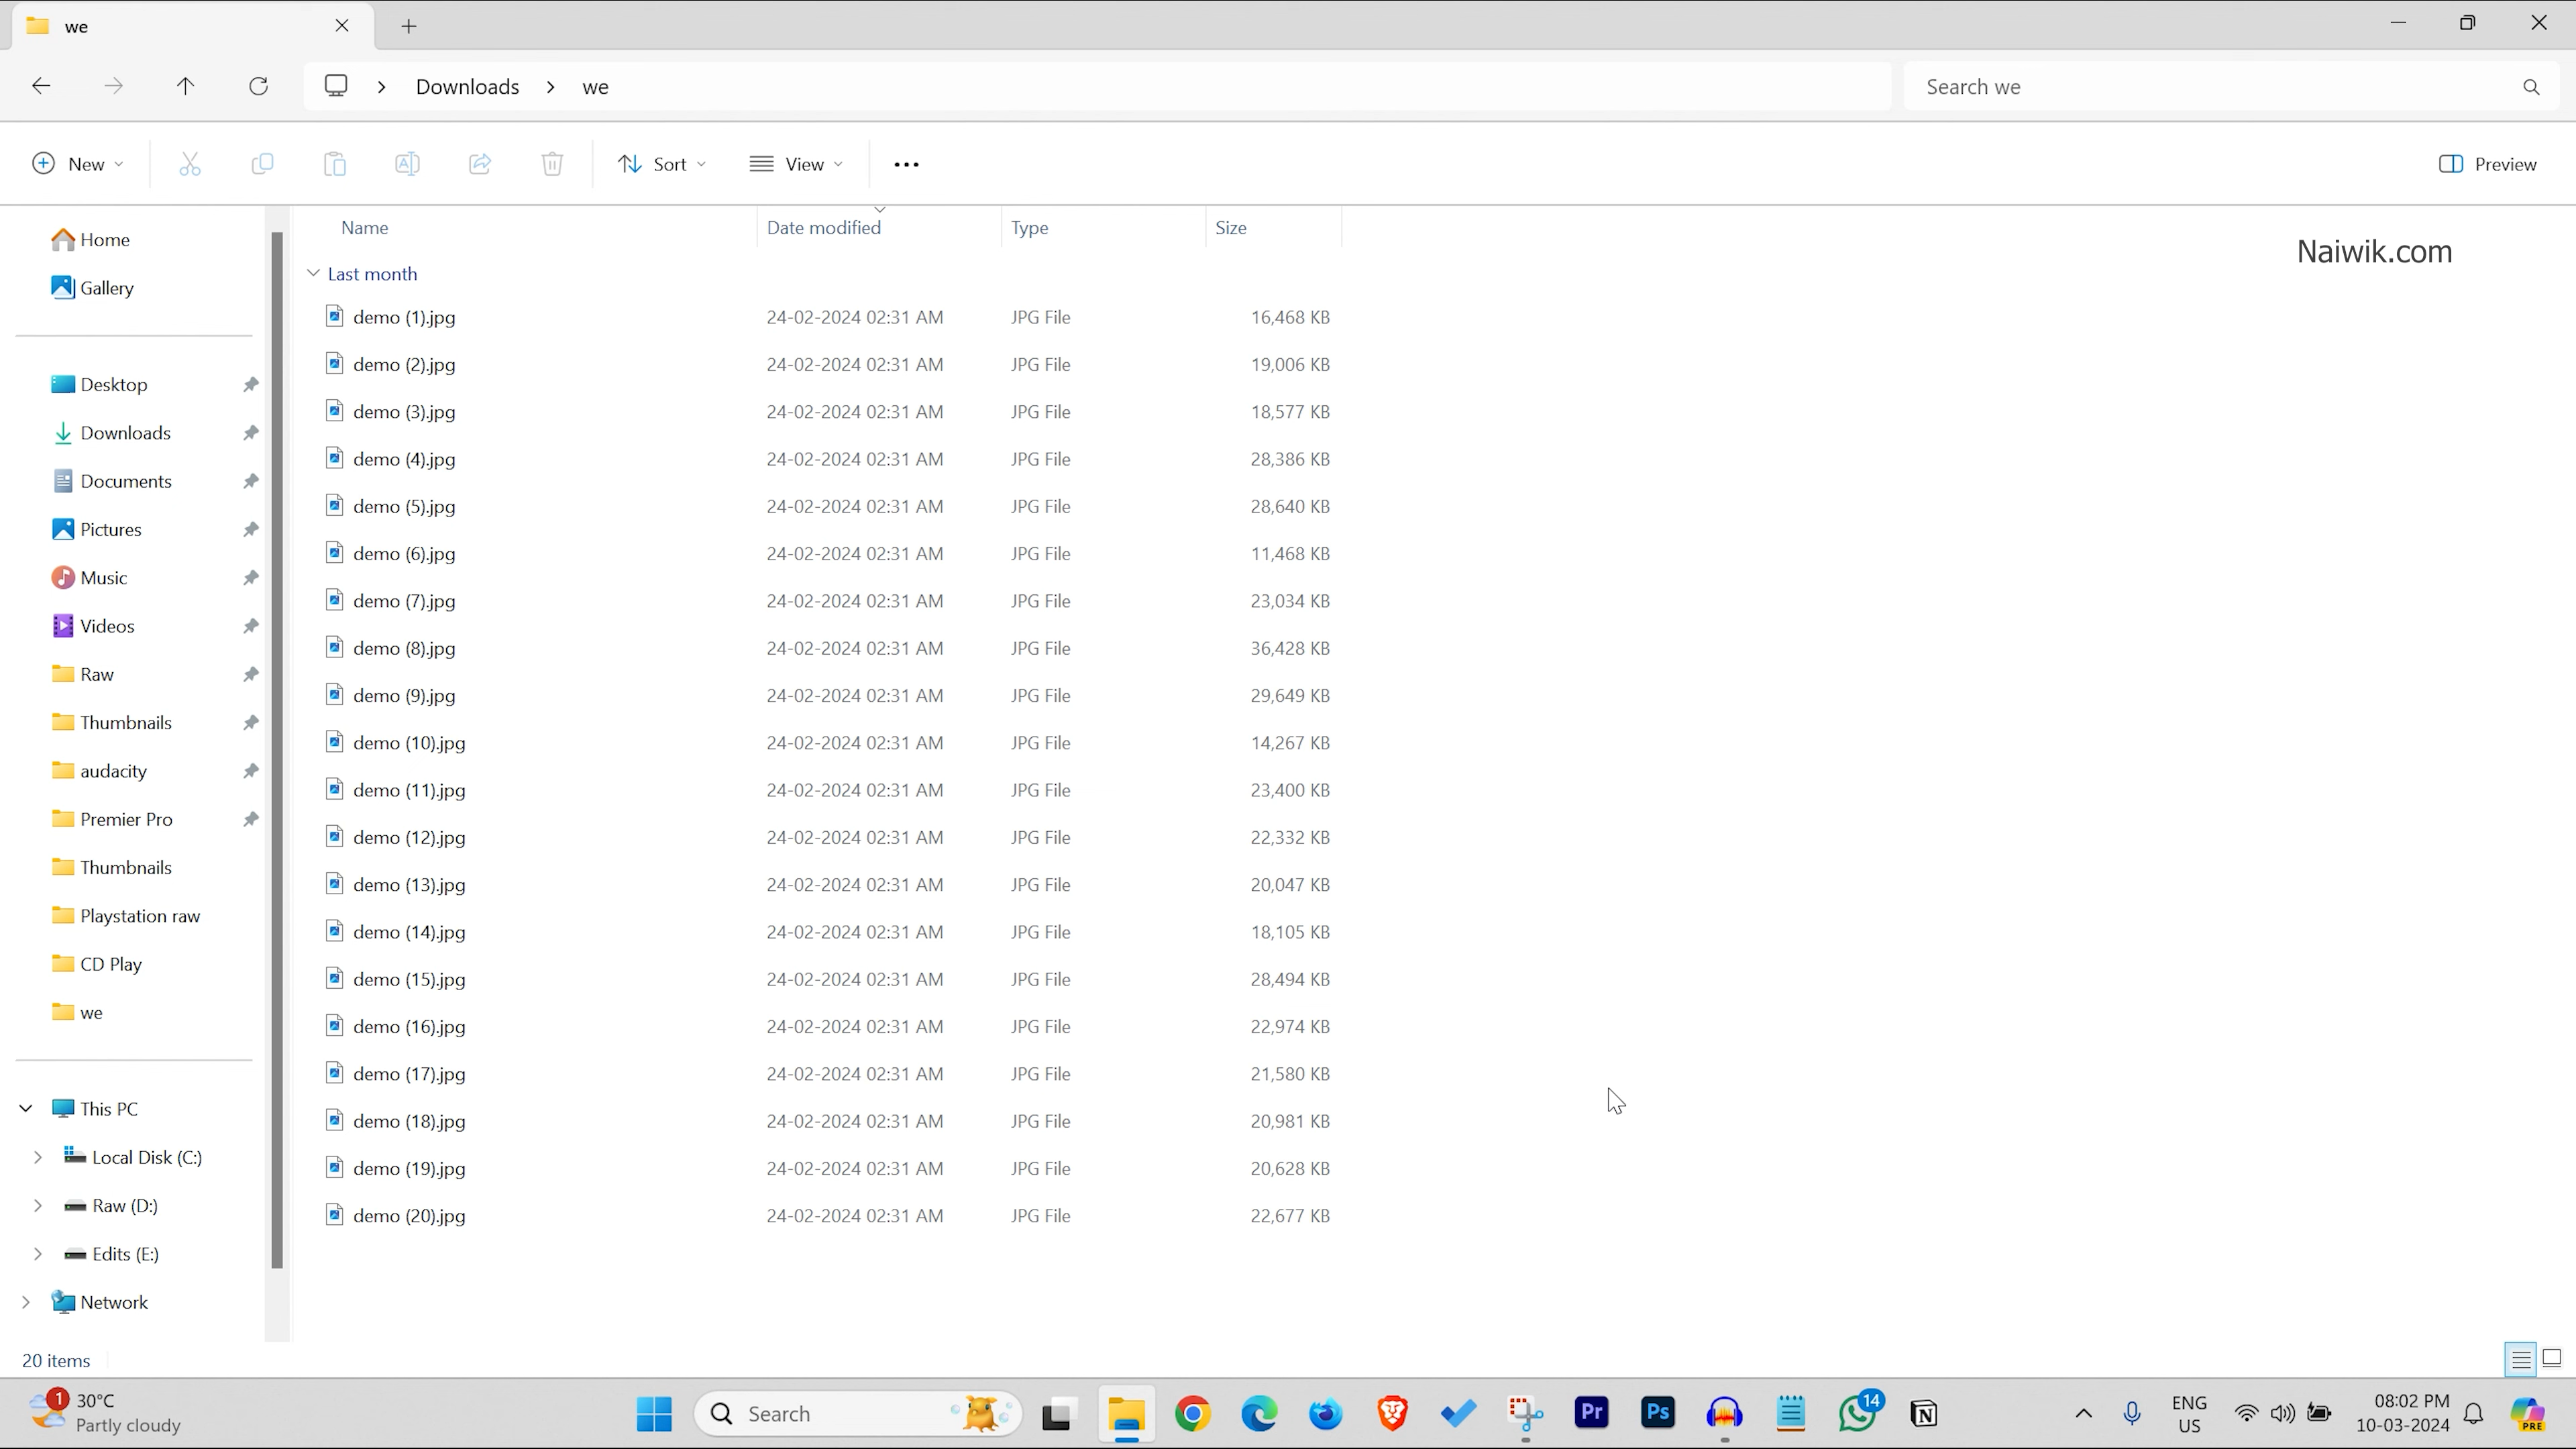 we
Downloads > we
Search we
New
Sort
View
Preview
Name Date modified Type Size
Naiwik.com
Home
Gallery
Desktop
Downloads
Documents
Pictures
Music
Videos
Raw
Thumbnails
audacity
Premier Pro
Thumbnails
Playstation raw
CD Play
we
This PC
Local Disk (C:)
Raw (D:)
Edits (E:)
Network
Last month
demo (1).jpg 24-02-2024 02:31 AM JPG File 16,468 KB
demo (2).jpg 24-02-2024 02:31 AM JPG File 19,006 KB
demo (3).jpg 24-02-2024 02:31 AM JPG File 18,577 KB
demo (4).jpg 24-02-2024 02:31 AM JPG File 28,386 KB
demo (5).jpg 24-02-2024 02:31 AM JPG File 28,640 KB
demo (6).jpg 24-02-2024 02:31 AM JPG File 11,468 KB
demo (7).jpg 24-02-2024 02:31 AM JPG File 23,034 KB
demo (8).jpg 24-02-2024 02:31 AM JPG File 36,428 KB
demo (9).jpg 24-02-2024 02:31 AM JPG File 29,649 KB
demo (10).jpg 24-02-2024 02:31 AM JPG File 14,267 KB
demo (11).jpg 24-02-2024 02:31 AM JPG File 23,400 KB
demo (12).jpg 24-02-2024 02:31 AM JPG File 22,332 KB
demo (13).jpg 24-02-2024 02:31 AM JPG File 20,047 KB
demo (14).jpg 24-02-2024 02:31 AM JPG File 18,105 KB
demo (15).jpg 24-02-2024 02:31 AM JPG File 28,494 KB
demo (16).jpg 24-02-2024 02:31 AM JPG File 22,974 KB
demo (17).jpg 24-02-2024 02:31 AM JPG File 21,580 KB
demo (18).jpg 24-02-2024 02:31 AM JPG File 20,981 KB
demo (19).jpg 24-02-2024 02:31 AM JPG File 20,628 KB
demo (20).jpg 24-02-2024 02:31 AM JPG File 22,677 KB
20 items
1
30°C
Partly cloudy
Search
Pr
Ps
14
N
ENG
US
08:02 PM
10-03-2024
PRE